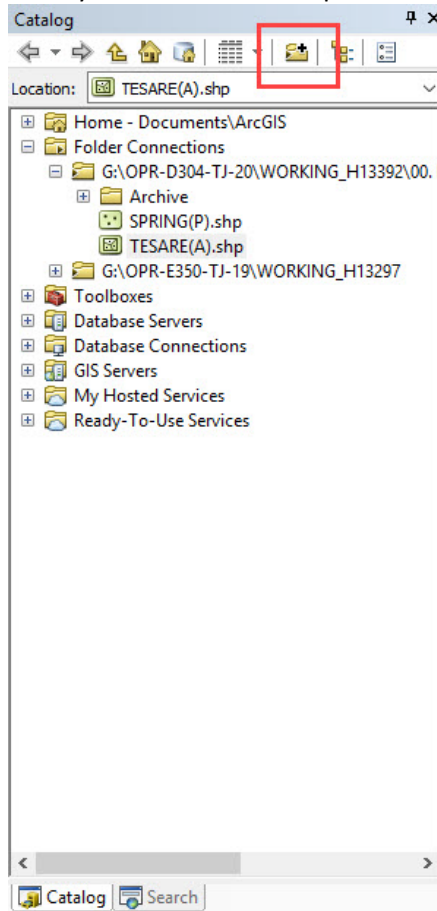 Catalog
Location: TESARE(A).shp
Home - Documents\ArcGIS
Folder Connections
G:\OPR-D304-TJ-20\WORKING_H13392\00.
Archive
SPRING(P).shp
TESARE(A).shp
G:\OPR-E350-TJ-19\WORKING_H13297
Toolboxes
Database Servers
Database Connections
GIS Servers
My Hosted Services
Ready-To-Use Services
Catalog Search